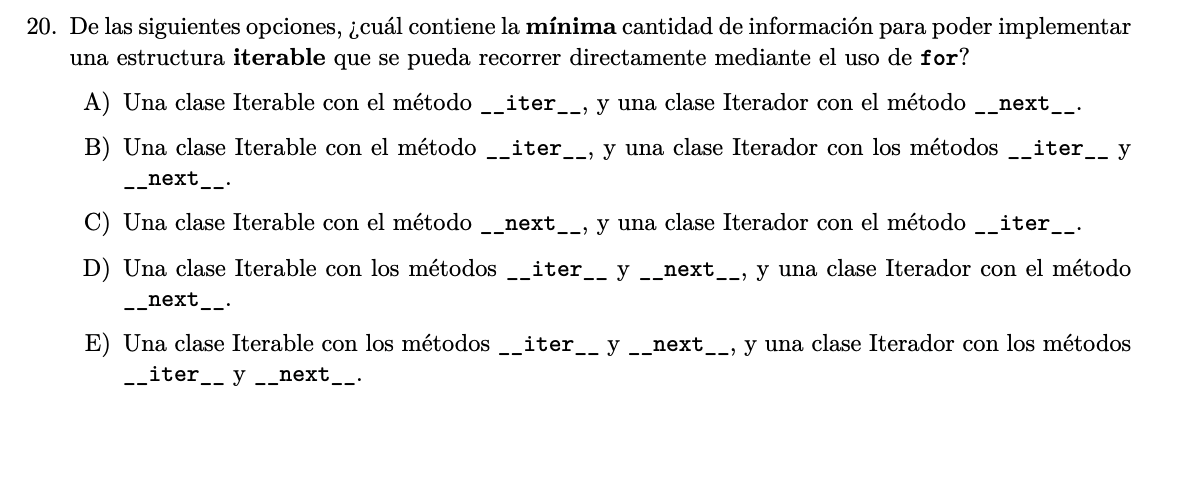 20. De las siguientes opciones, ¿cuál contiene la mínima cantidad de información para poder implementar
una estructura iterable que se pueda recorrer directamente mediante el uso de for?
A) Una clase Iterable con el método __iter__, y una clase Iterador con el método __next__.
B) Una clase Iterable con el método __iter__, y una clase Iterador con los métodos __iter__ y
__next__.
C) Una clase Iterable con el método __next__, y una clase Iterador con el método __iter__.
D) Una clase Iterable con los métodos __iter__ y __next__, y una clase Iterador con el método
__next__.
E) Una clase Iterable con los métodos __iter__ y __next__, y una clase Iterador con los métodos
__iter__ y __next__.